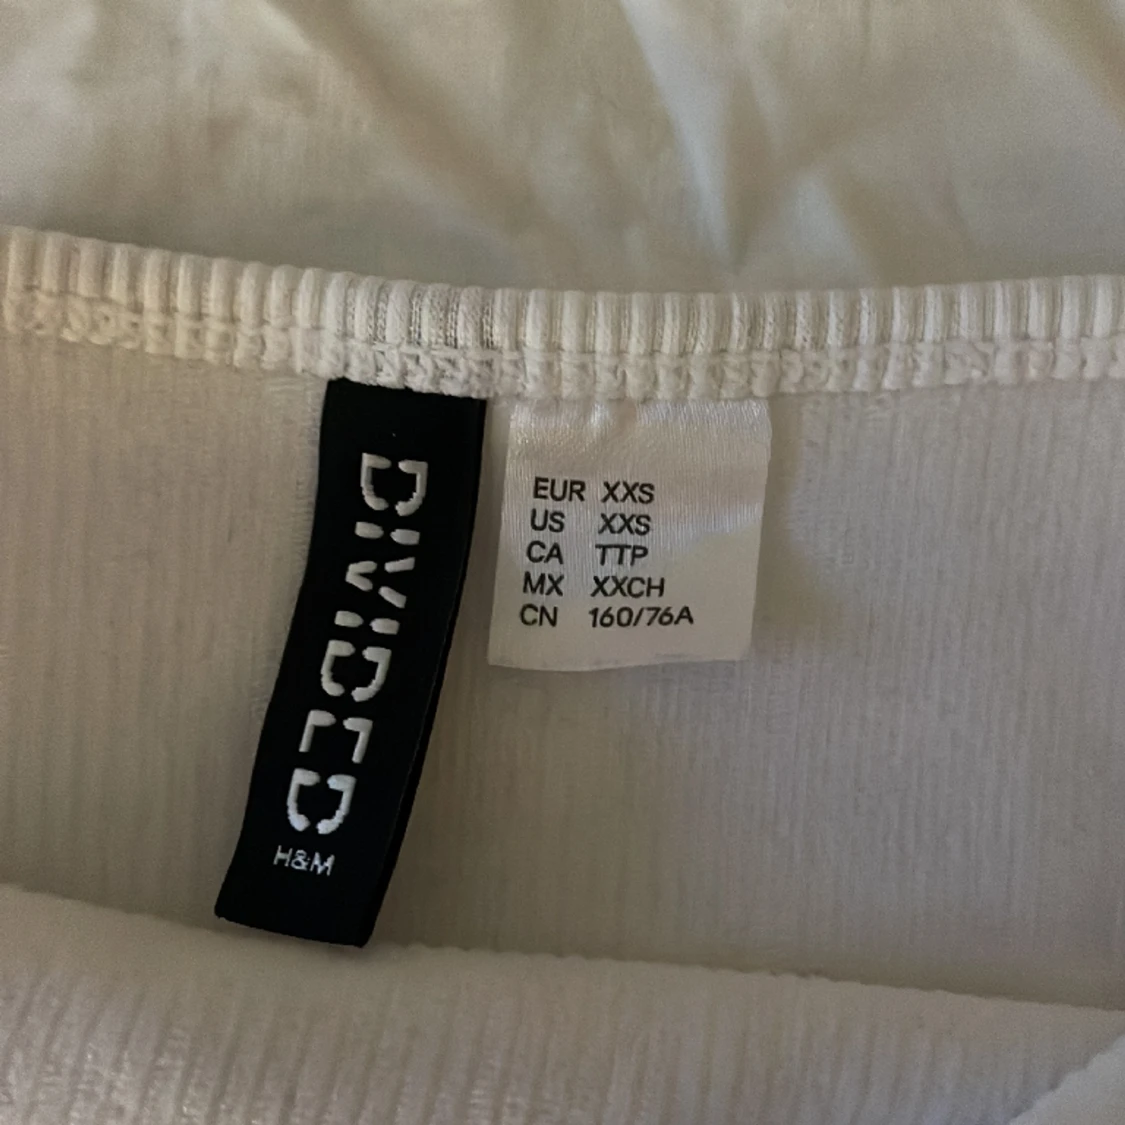 DIVIDED
H&M
EUR XXS
US XXS
CA TTP
MX XXCH
CN 160/76A